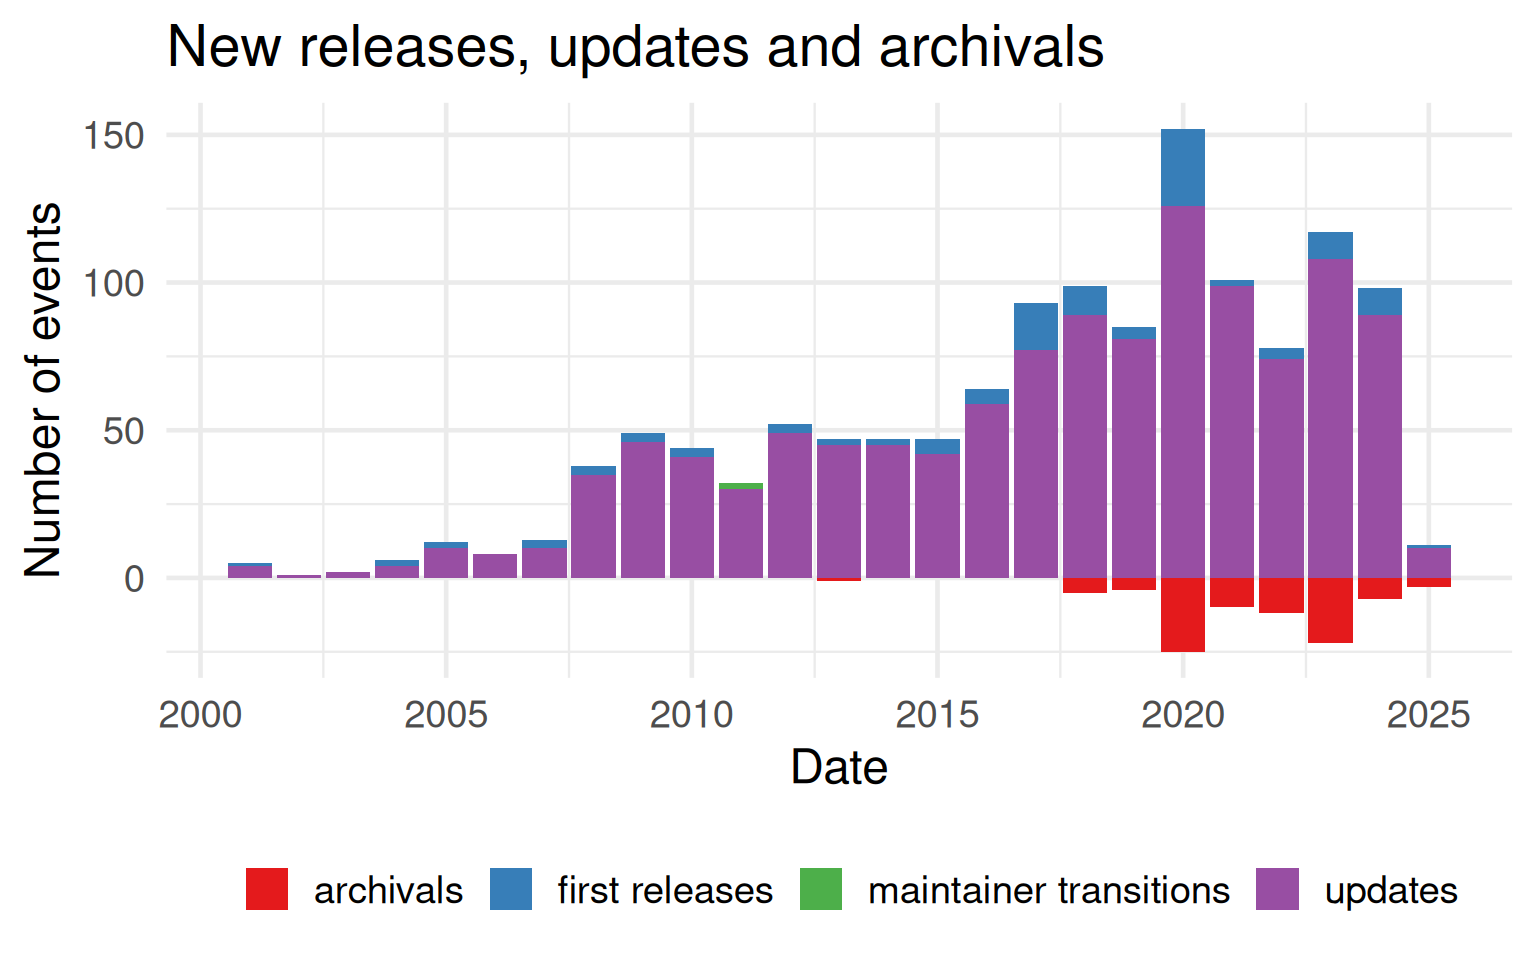 New releases, updates and archivals
150
100
50
0
Number of events
2000 2005 2010 2015 2020 2025
Date
archivals first releases maintainer transitions updates